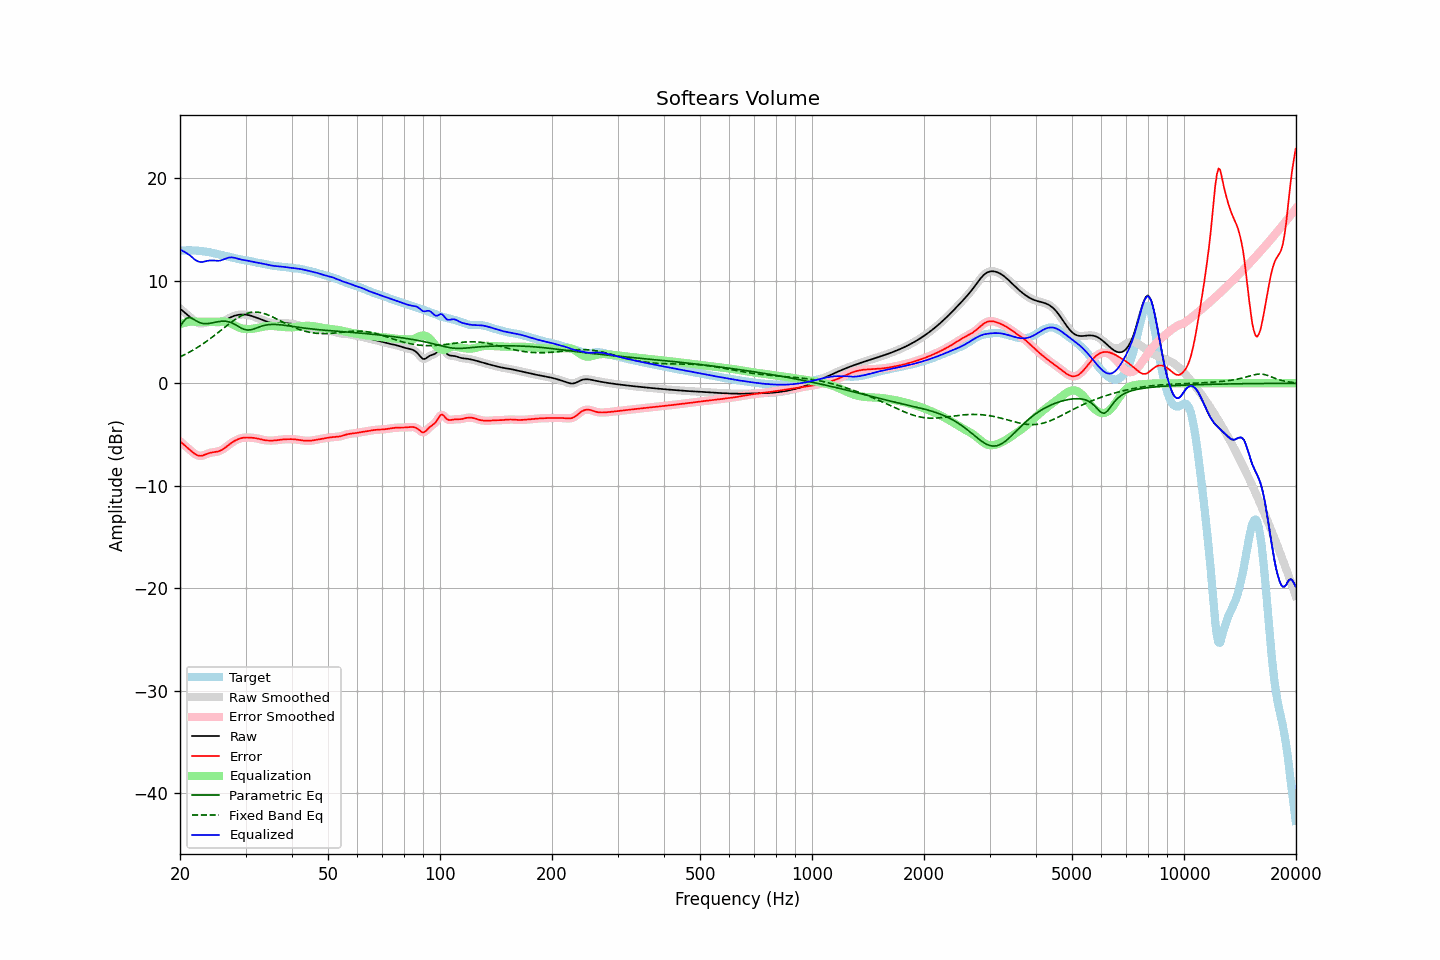 Softears Volume
Amplitude (dBr)
20
10
0
−10
−20
−30
−40
Target
Raw Smoothed
Error Smoothed
Raw
Error
Equalization
Parametric Eq
Fixed Band Eq
Equalized
20 50 100 200 500 1000 2000 5000 10000 20000
Frequency (Hz)